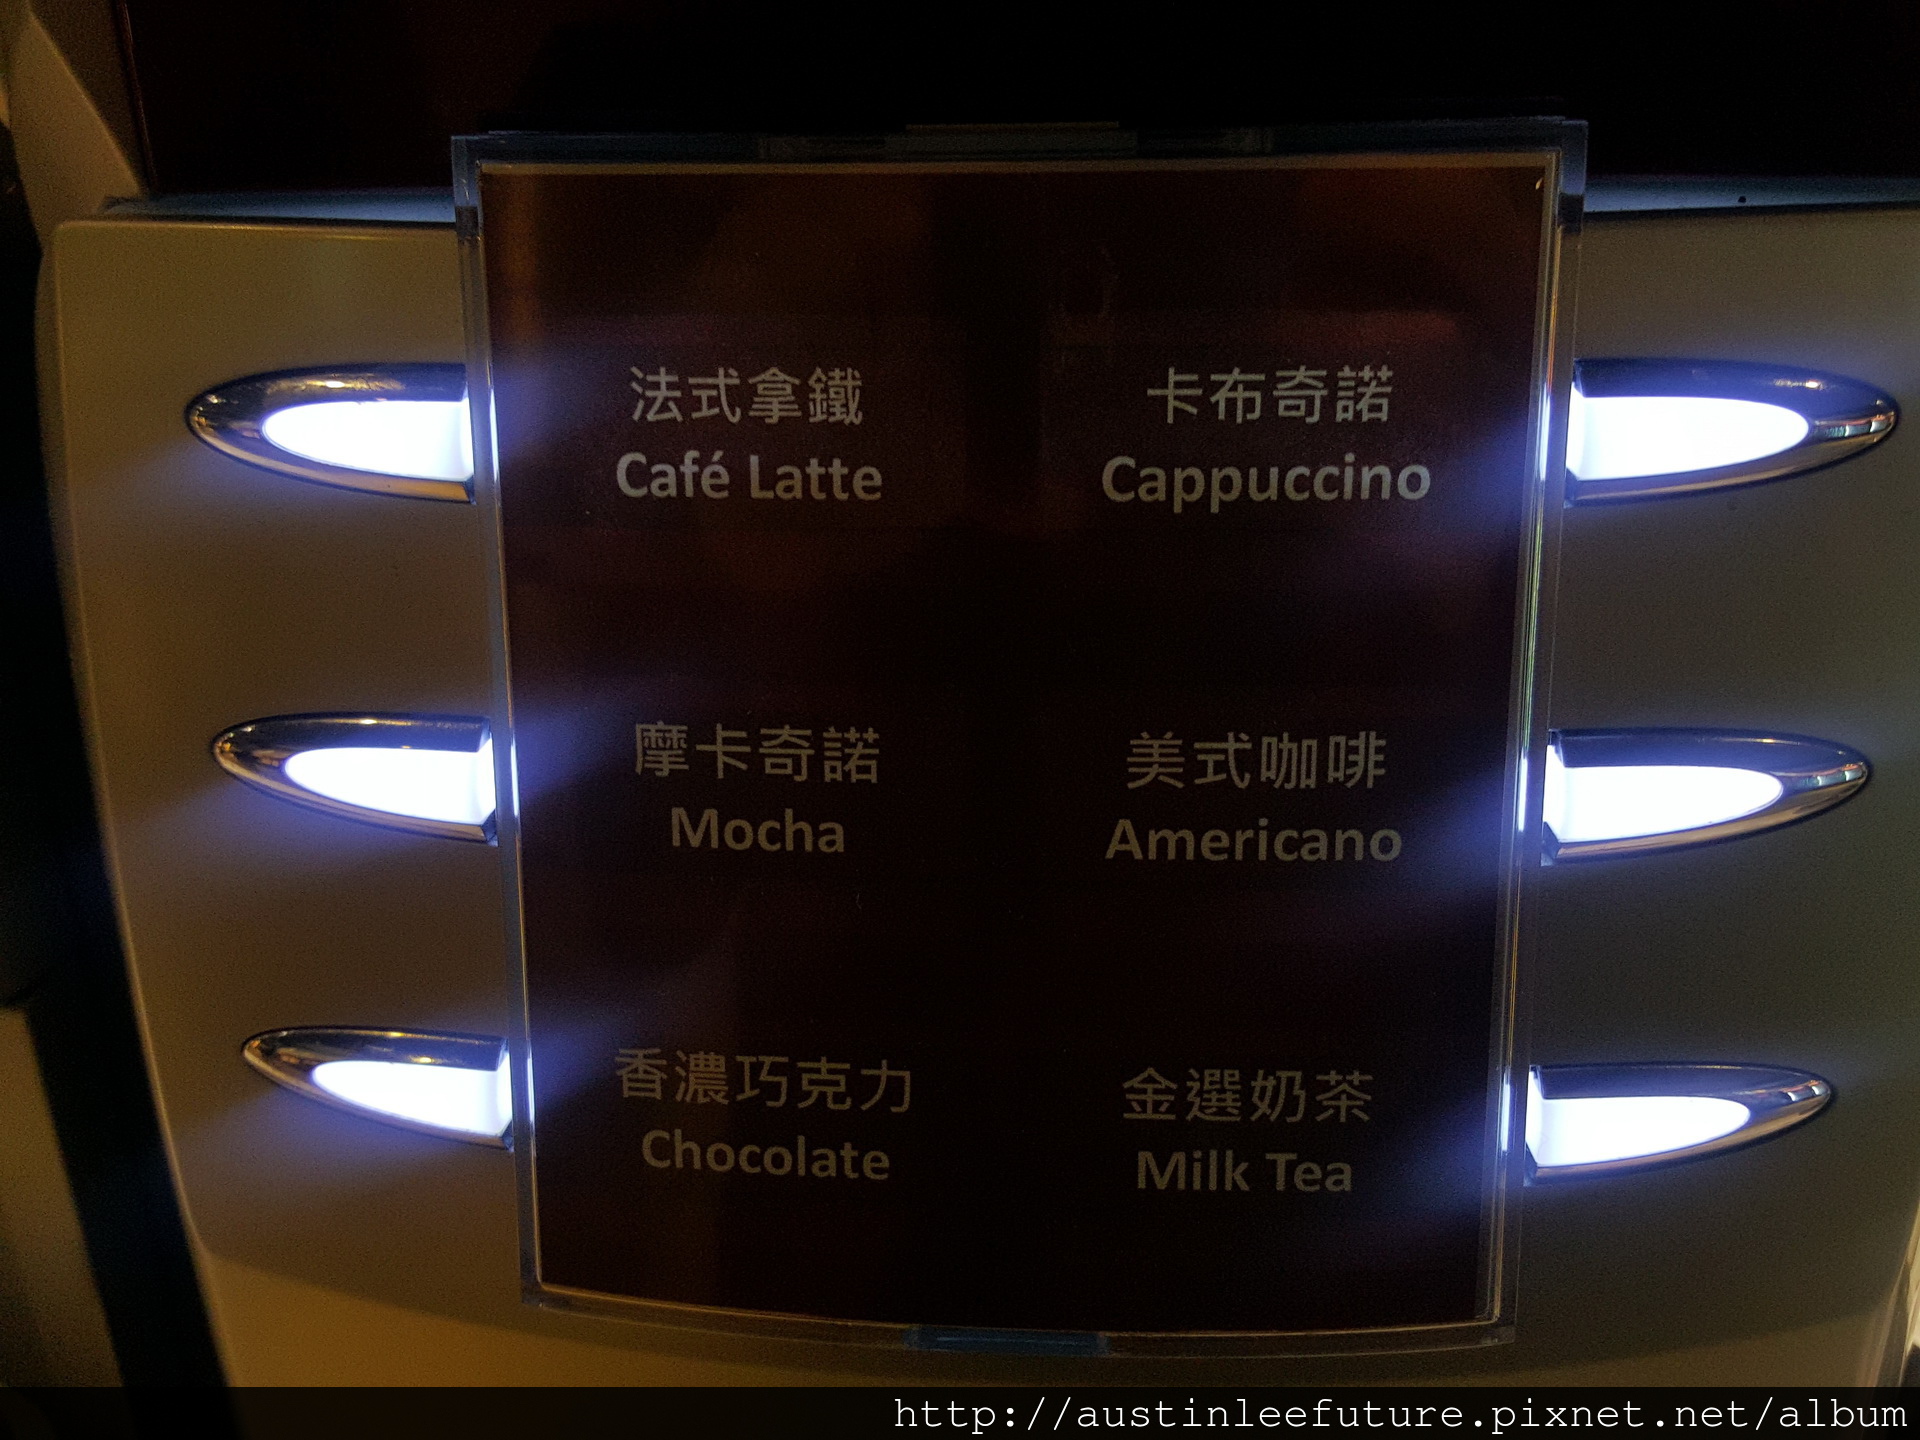 法式拿鐵
Café Latte
卡布奇諾
Cappuccino
摩卡奇諾
Mocha
美式咖啡
Americano
香濃巧克力
Chocolate
金選奶茶
Milk Tea
http://austinleefuture.pixnet.net/album